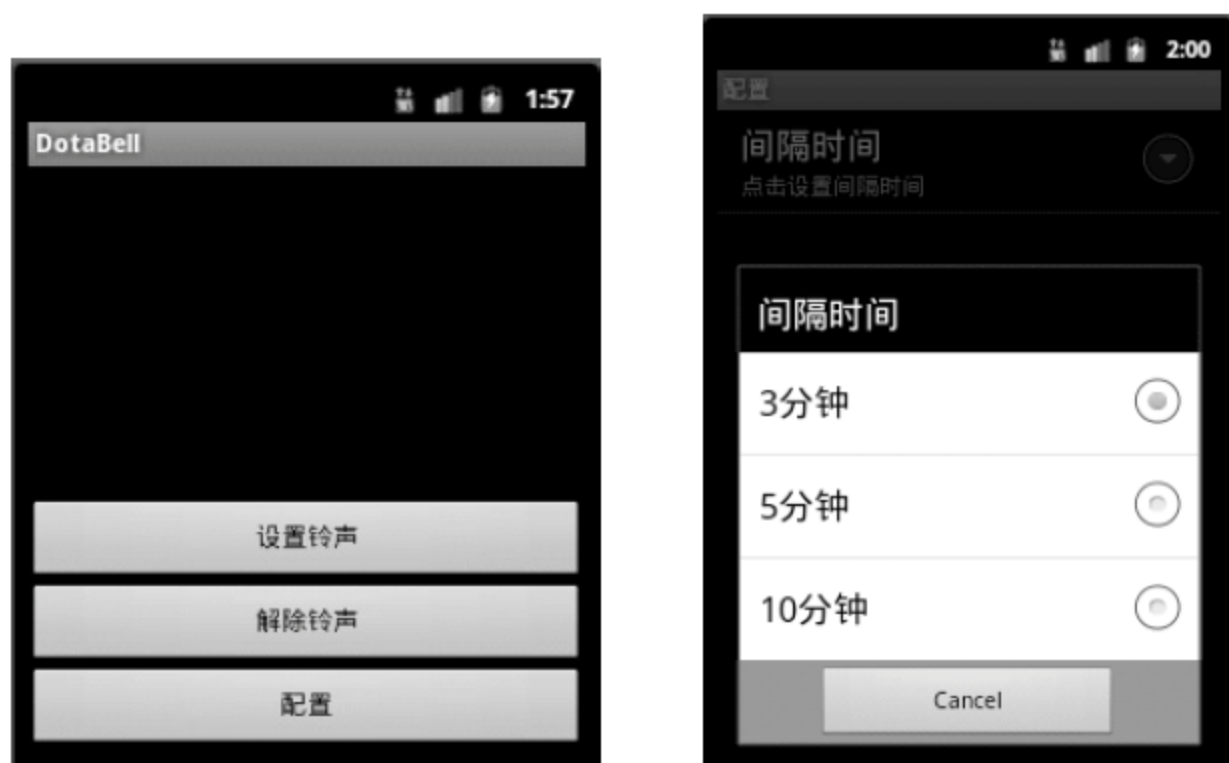 1:57
DotaBell
设置铃声
解除铃声
配置
2:00
配置
间隔时间
点击设置间隔时间
间隔时间
3分钟
5分钟
10分钟
Cancel